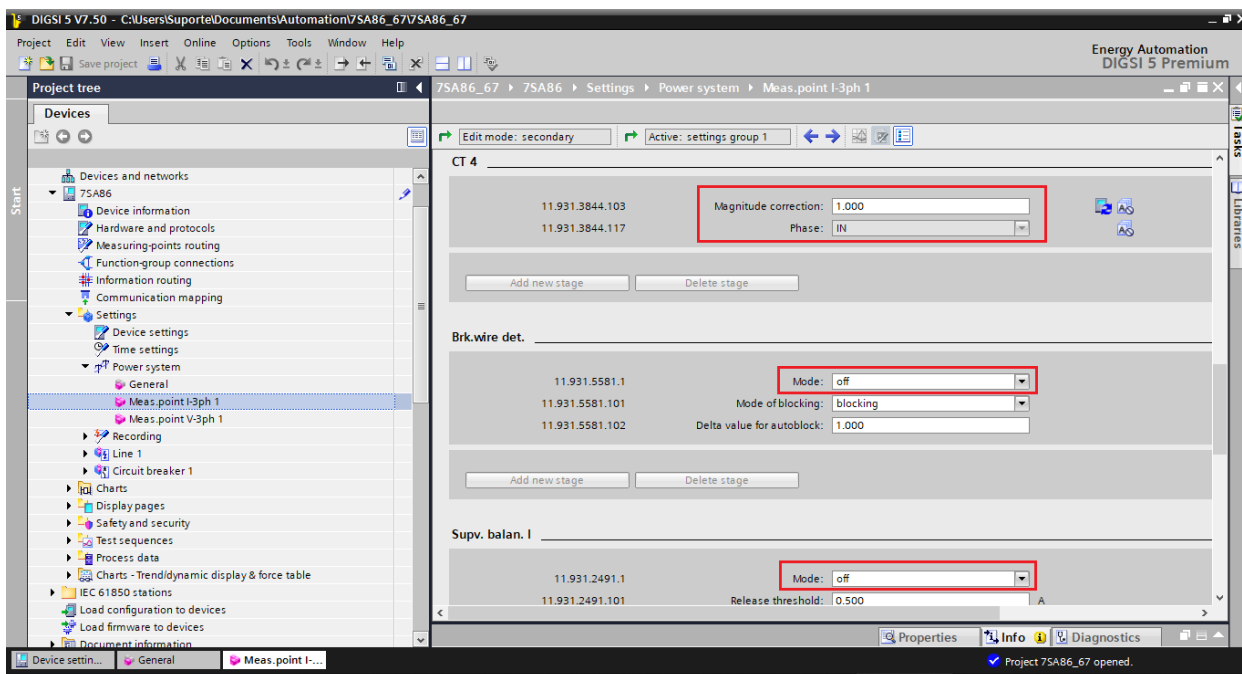 DIGSI 5 V7.50 - C:\Users\Suporte\Documents\Automation\7SA86_67\7SA86_67
Project Edit View Insert Online Options Tools Window Help
Energy Automation
DIGSI 5 Premium
Save project
Project tree
7SA86_67 Ⅰ 7SA86 Settings Power system Meas.point I-3ph 1
Devices
Edit mode: secondary
Active: settings group 1
Start
Tasks
Libraries
Devices and networks
7SA86
Device information
Hardware and protocols
Measuring-points routing
Function-group connections
Information routing
Communication mapping
Settings
Device settings
Time settings
Power system
General
Meas.point I-3ph 1
Meas.point V-3ph 1
Recording
Line 1
Circuit breaker 1
Charts
Display pages
Safety and security
Test sequences
Process data
Charts - Trend/dynamic display & force table
IEC 61850 stations
Load configuration to devices
Load firmware to devices
Document information
CT 4
11.931.3844.103 Magnitude correction: 1.000
11.931.3844.117 Phase: IN
Add new stage Delete stage
Brk.wire det.
11.931.5581.1 Mode: off
11.931.5581.101 Mode of blocking: blocking
11.931.5581.102 Delta value for autoblock: 1.000
Add new stage Delete stage
Supv. balan. I
11.931.2491.1 Mode: off
11.931.2491.101 Release threshold: 0.500 A
Properties Info Diagnostics
Device settin... General Meas.point I-...
Project 7SA86_67 opened.